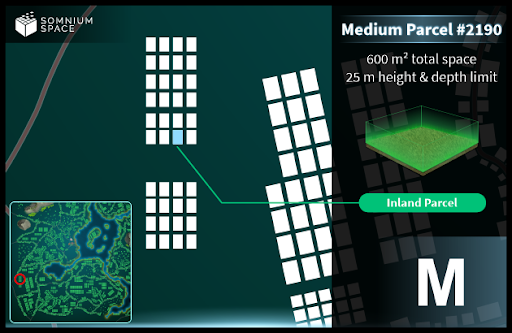 SOMNIUM
SPACE
Medium Parcel #2190
600 m² total space
25 m height & depth limit
Inland Parcel
M